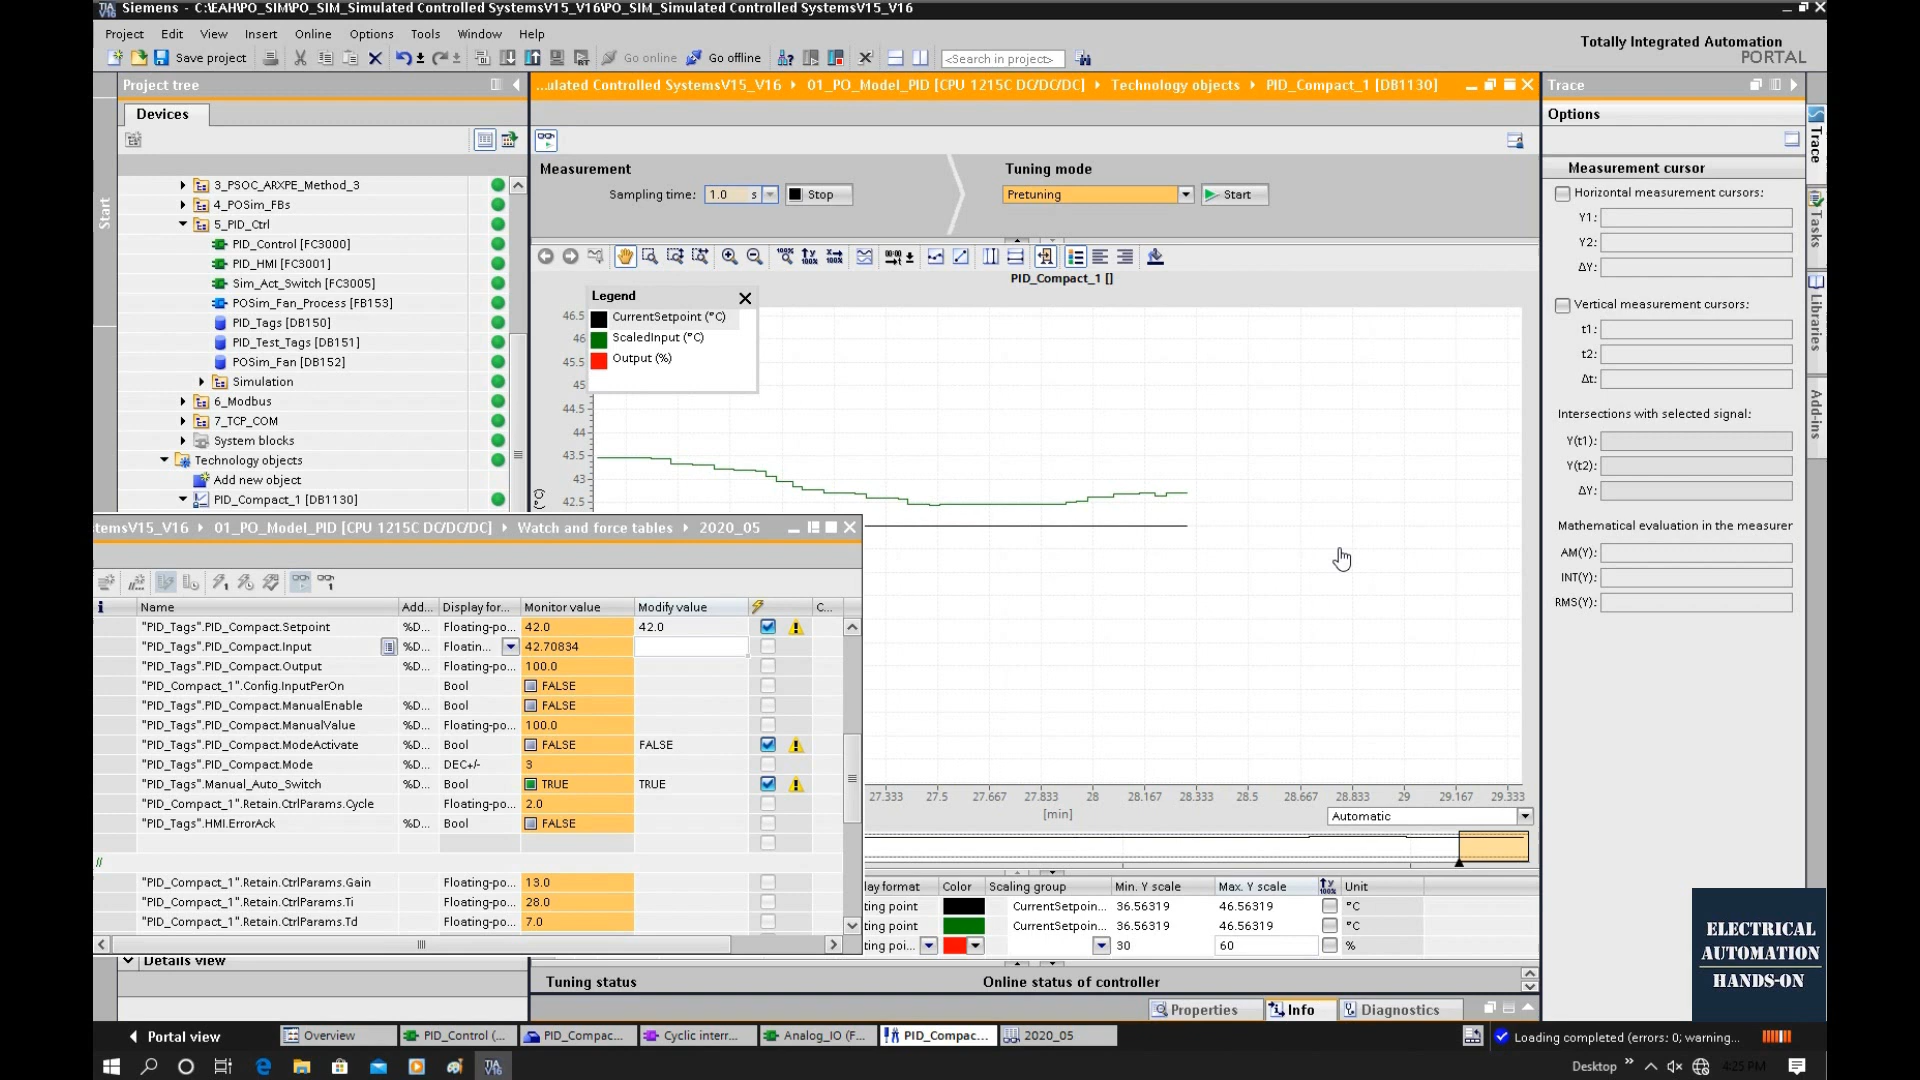 Siemens - C:\EAH\PO_SIM\PO_SIM_Simulated Controlled SystemsV15_V16\PO_SIM_Simulated Controlled SystemsV15_V16
Project Edit View Insert Online Options Tools Window Help
Totally Integrated Automation
PORTAL
Save project Go online Go offline <Search in project>
Project tree
...ulated Controlled SystemsV15_V16 01_PO_Model_PID [CPU 1215C DC/DC/DC] Technology objects PID_Compact_1 [DB1130]
Trace
Devices
Options
Start
3_PSOC_ARXPE_Method_3
4_POSim_FBs
5_PID_Ctrl
PID_Control [FC3000]
PID_HMI [FC3001]
Sim_Act_Switch [FC3005]
POSim_Fan_Process [FB153]
PID_Tags [DB150]
PID_Test_Tags [DB151]
POSim_Fan [DB152]
Simulation
6_Modbus
7_TCP_COM
System blocks
Technology objects
Add new object
PID_Compact_1 [DB1130]
Measurement
Sampling time: 1.0 s Stop
Tuning mode
Pretuning Start
PID_Compact_1 []
Legend
CurrentSetpoint (°C)
ScaledInput (°C)
Output (%)
46.5
46
45.5
45
44.5
44
43.5
43
42.5
(°C)
27.333 27.5 27.667 27.833 28 28.167 28.333 28.5 28.667 28.833 29 29.167 29.333
[min]
Automatic
Measurement cursor
Horizontal measurement cursors:
Y1:
Y2:
ΔY:
Vertical measurement cursors:
t1:
t2:
Δt:
Intersections with selected signal:
Y(t1):
Y(t2):
ΔY:
Mathematical evaluation in the measurer
AM(Y):
INT(Y):
RMS(Y):
Trace
Tasks
Libraries
Add-ins
stemsV15_V16 01_PO_Model_PID [CPU 1215C DC/DC/DC] Watch and force tables 2020_05
i Name Add... Display for... Monitor value Modify value C...
"PID_Tags".PID_Compact.Setpoint %D... Floating-po... 42.0 42.0
"PID_Tags".PID_Compact.Input %D... Floatin... 42.70834
"PID_Tags".PID_Compact.Output %D... Floating-po... 100.0
"PID_Compact_1".Config.InputPerOn Bool FALSE
"PID_Tags".PID_Compact.ManualEnable %D... Bool FALSE
"PID_Tags".PID_Compact.ManualValue %D... Floating-po... 100.0
"PID_Tags".PID_Compact.ModeActivate %D... Bool FALSE FALSE
"PID_Tags".PID_Compact.Mode %D... DEC+/- 3
"PID_Tags".Manual_Auto_Switch %D... Bool TRUE TRUE
"PID_Compact_1".Retain.CtrlParams.Cycle Floating-po... 2.0
"PID_Tags".HMI.ErrorAck %D... Bool FALSE
//
"PID_Compact_1".Retain.CtrlParams.Gain Floating-po... 13.0
"PID_Compact_1".Retain.CtrlParams.Ti Floating-po... 28.0
"PID_Compact_1".Retain.CtrlParams.Td Floating-po... 7.0
lay format Color Scaling group Min. Y scale Max. Y scale Unit
ting point CurrentSetpoin... 36.56319 46.56319 °C
ting point CurrentSetpoin... 36.56319 46.56319 °C
ting poi... 30 60 %
ELECTRICAL
AUTOMATION
HANDS-ON
Details view
Tuning status Online status of controller
Properties Info Diagnostics
Portal view Overview PID_Control (... PID_Compac... Cyclic interr... Analog_IO (F... PID_Compac... 2020_05 Loading completed (errors: 0; warning...
Desktop 4:25 PM